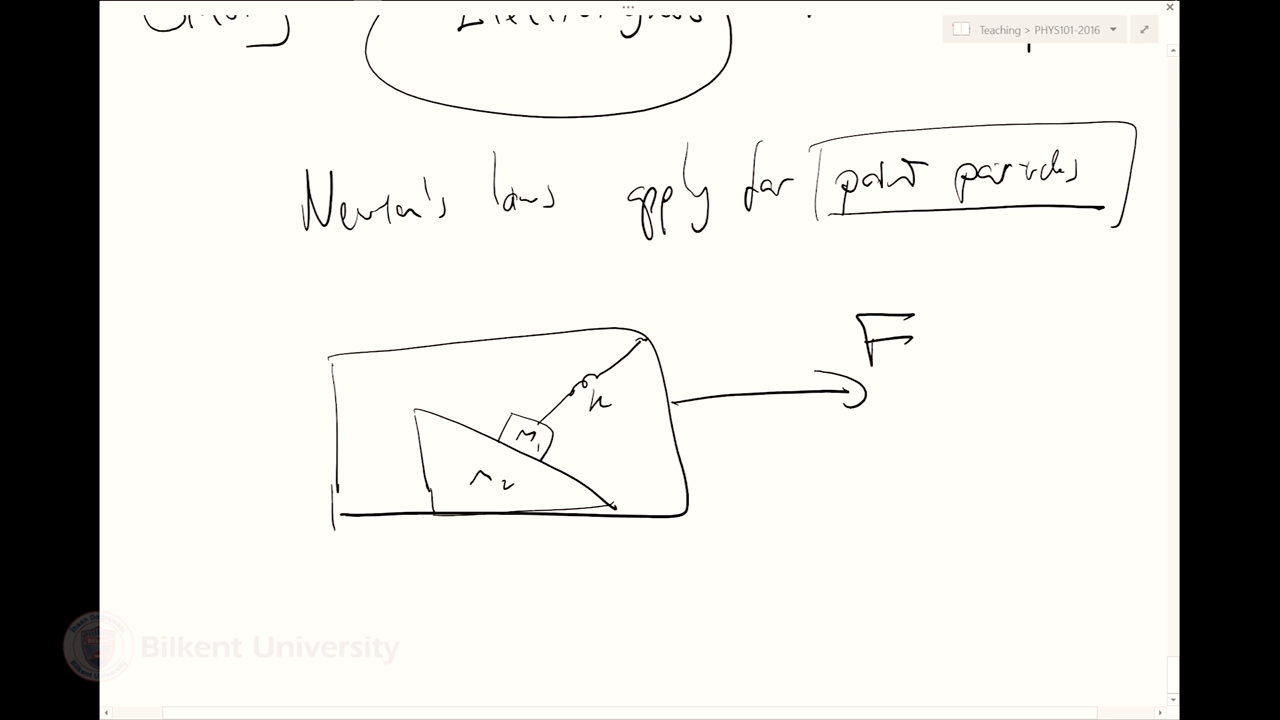 Teaching > PHYS101-2016
Newton's laws apply for point particles
F
k
M1
M2
Bilkent University